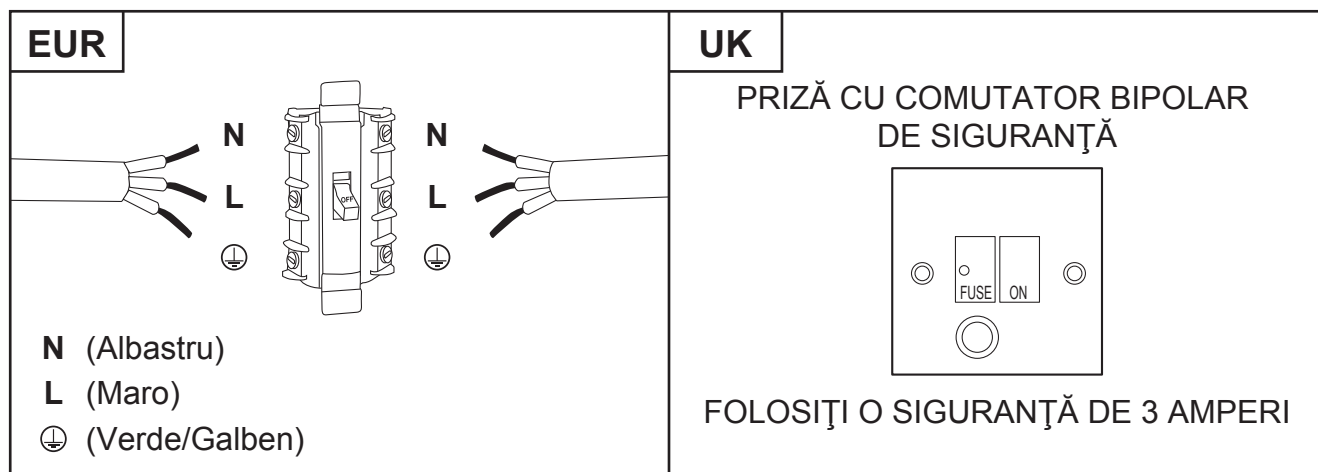 EUR
N
L
N
L
OFF
N (Albastru)
L (Maro)
⏚ (Verde/Galben)
UK
PRIZĂ CU COMUTATOR BIPOLAR
DE SIGURANŢĂ
FUSE ON
FOLOSIŢI O SIGURANŢĂ DE 3 AMPERI